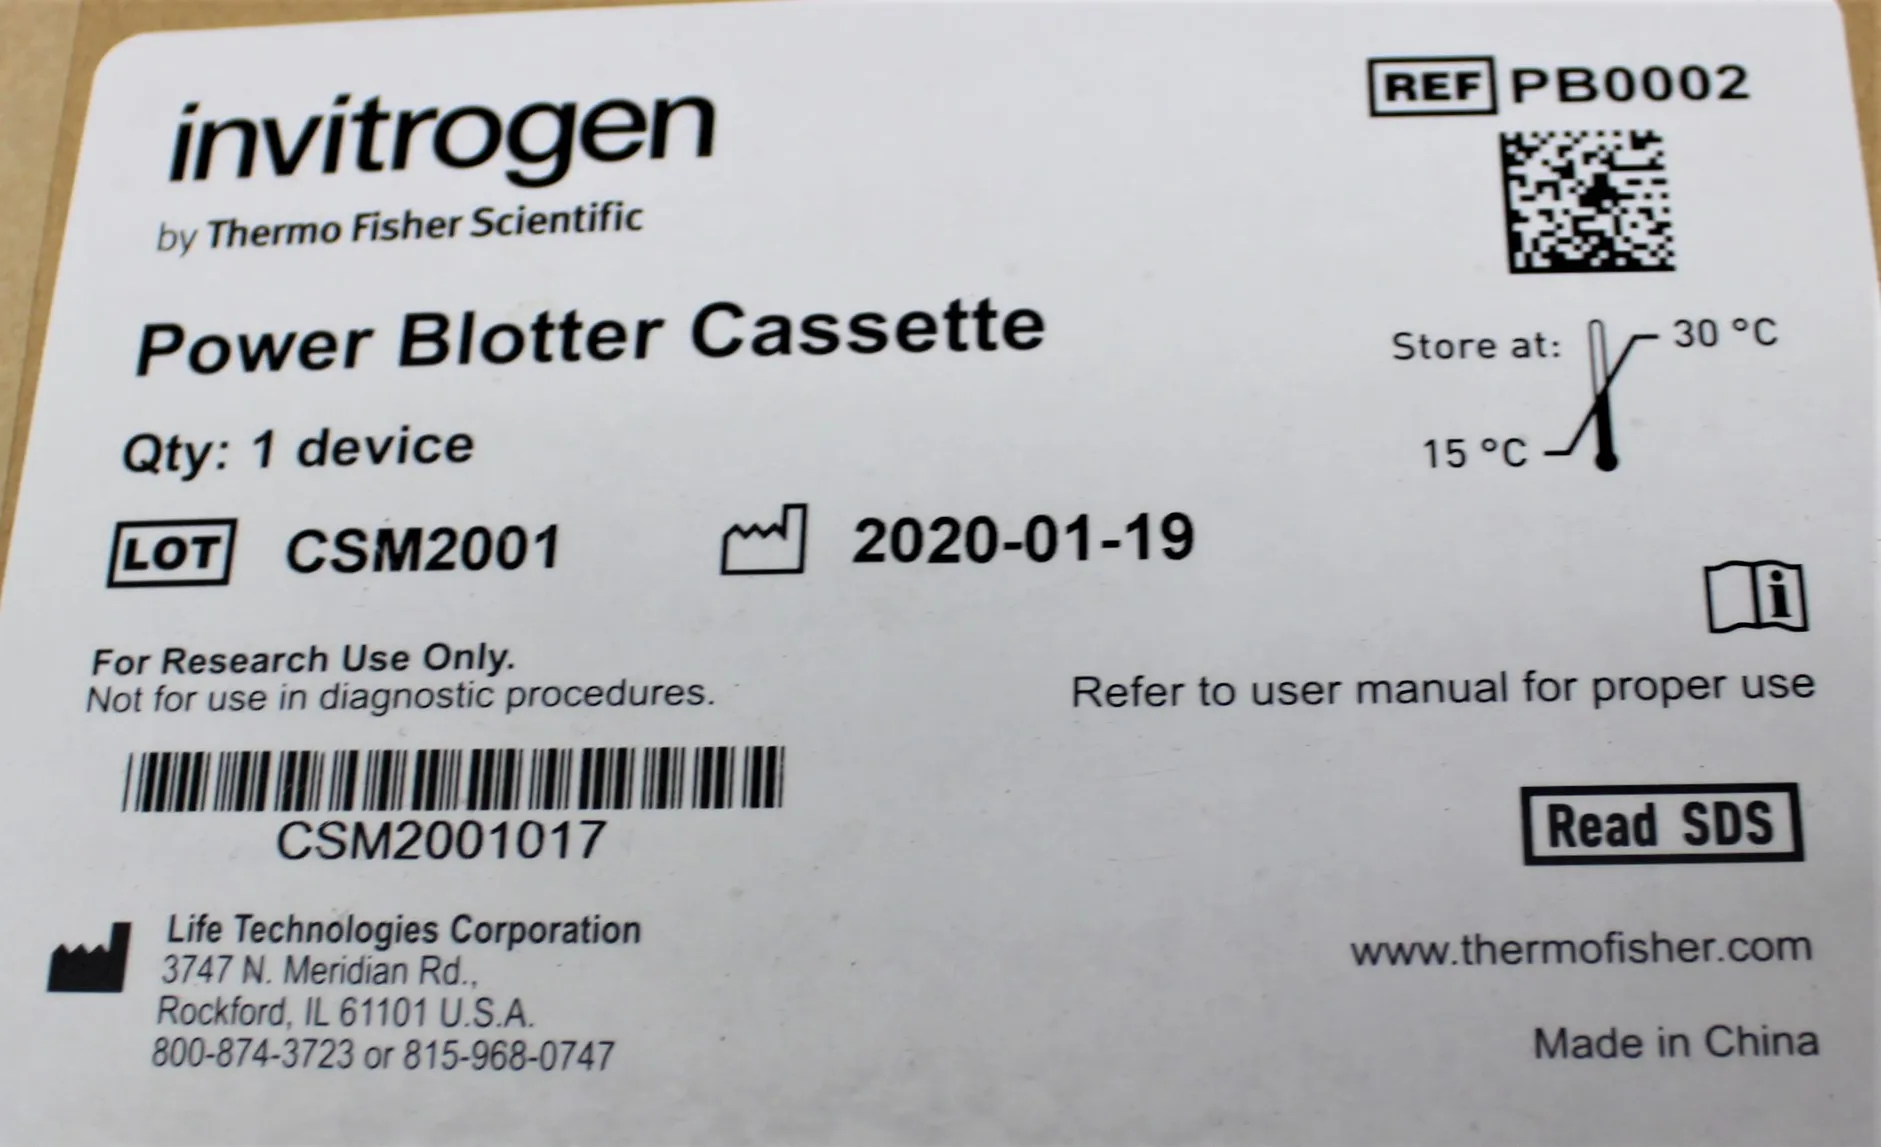 invitrogen
by Thermo Fisher Scientific
REF PB0002
Power Blotter Cassette
Store at: 30 °C
15 °C
Qty: 1 device
LOT CSM2001 2020-01-19
i
For Research Use Only.
Not for use in diagnostic procedures.
Refer to user manual for proper use
CSM2001017
Read SDS
Life Technologies Corporation
3747 N. Meridian Rd.,
Rockford, IL 61101 U.S.A.
800-874-3723 or 815-968-0747
www.thermofisher.com
Made in China